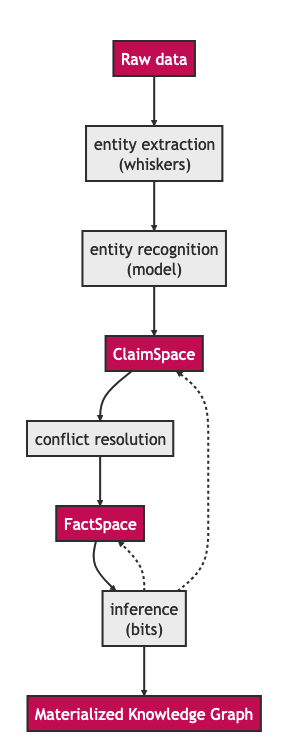 Raw data
entity extraction
(whiskers)
entity recognition
(model)
ClaimSpace
conflict resolution
FactSpace
inference
(bits)
Materialized Knowledge Graph